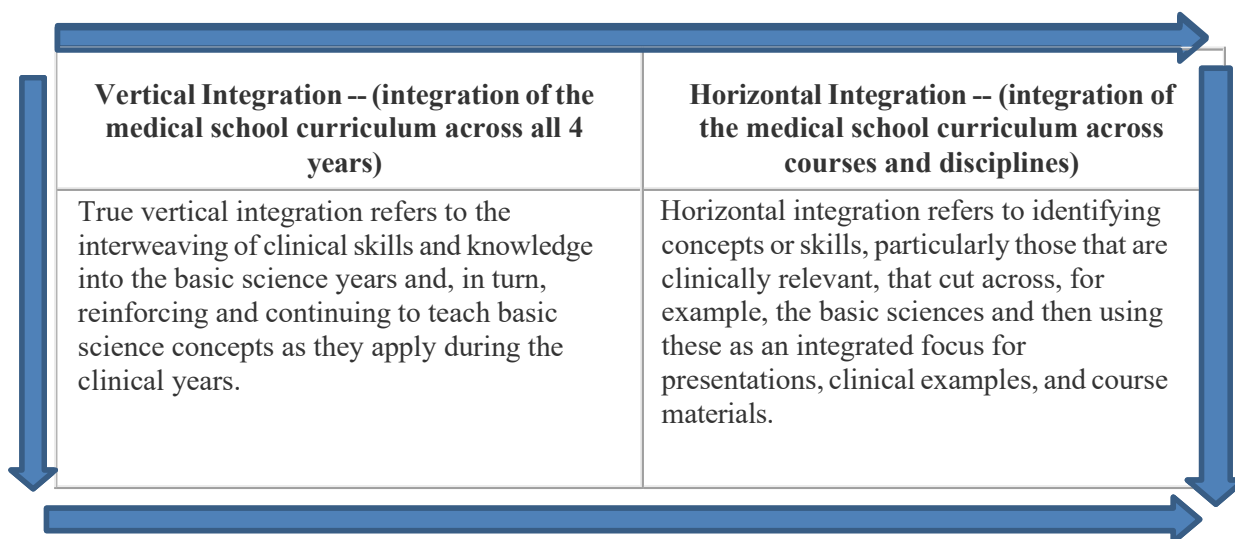 Vertical Integration -- (integration of the
medical school curriculum across all 4
years)
Horizontal Integration -- (integration of
the medical school curriculum across
courses and disciplines)
True vertical integration refers to the
interweaving of clinical skills and knowledge
into the basic science years and, in turn,
reinforcing and continuing to teach basic
science concepts as they apply during the
clinical years.
Horizontal integration refers to identifying
concepts or skills, particularly those that are
clinically relevant, that cut across, for
example, the basic sciences and then using
these as an integrated focus for
presentations, clinical examples, and course
materials.